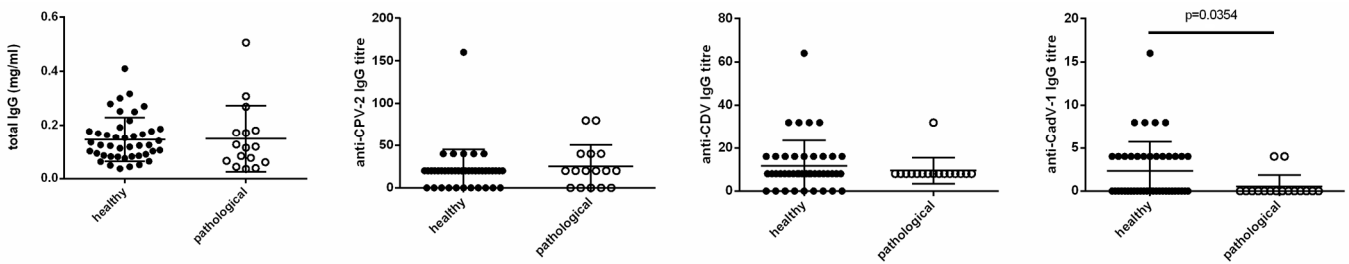 total IgG (mg/ml)
0.6
0.4
0.2
0.0
healthy
pathological
anti-CPV-2 IgG titre
200
150
100
50
0
healthy
pathological
anti-CDV IgG titre
80
60
40
20
0
healthy
pathological
anti-CadV-1 IgG titre
20
15
10
5
0
p=0.0354
healthy
pathological